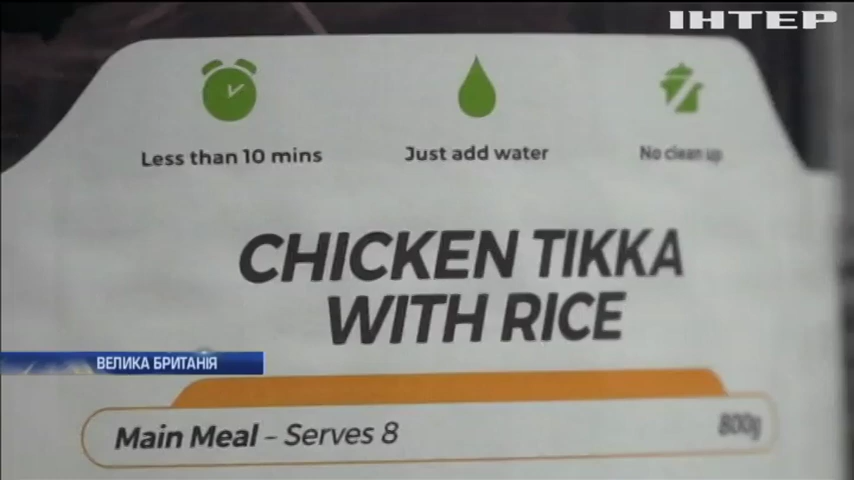 ІНТЕР
Less than 10 mins
Just add water
No clean up
CHICKEN TIKKA
WITH RICE
ВЕЛИКА БРИТАНІЯ
Main Meal – Serves 8
800g